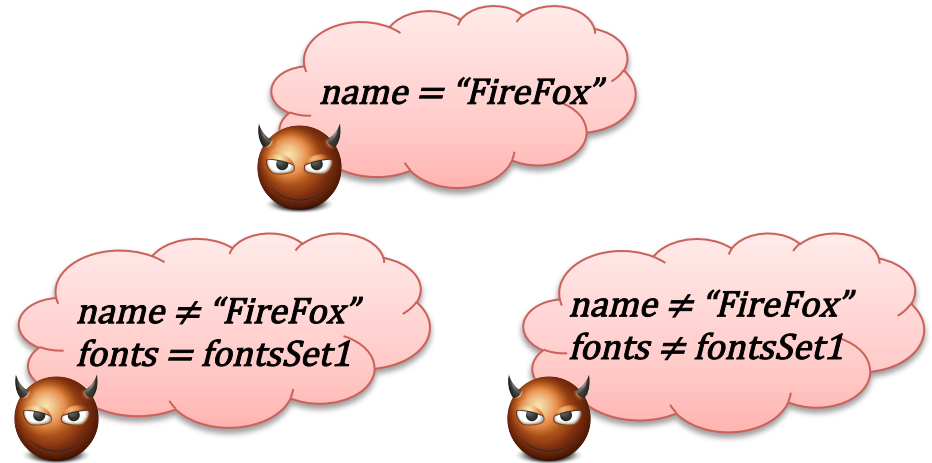 name = “FireFox”
name ≠ “FireFox”
fonts = fontsSet1
name ≠ “FireFox”
fonts ≠ fontsSet1